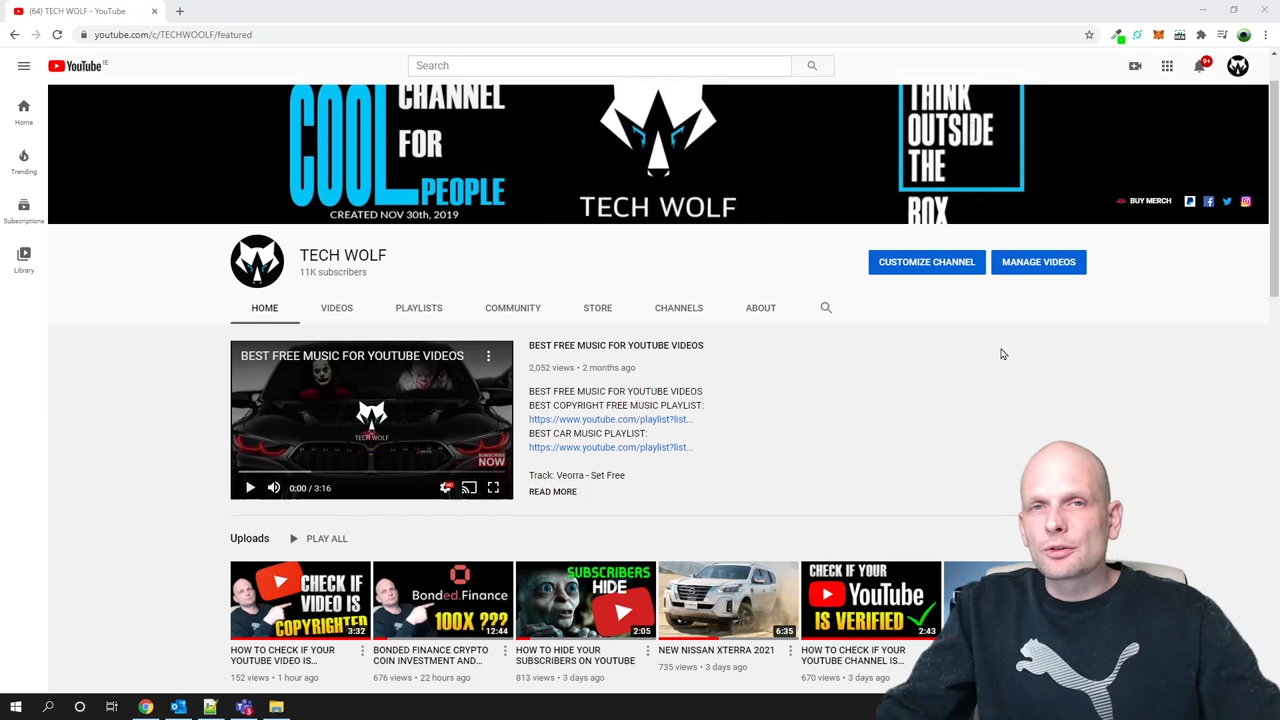 (64) TECH WOLF - YouTube
youtube.com/c/TECHWOOLF/featured
YouTube IE
Search
9+
Home
Trending
Subscriptions
Library
COOL
CHANNEL
FOR
PEOPLE
CREATED NOV 30th, 2019
TECH WOLF
THINK
OUTSIDE
THE
BOX
BUY MERCH
TECH WOLF
11K subscribers
CUSTOMIZE CHANNEL
MANAGE VIDEOS
HOME
VIDEOS
PLAYLISTS
COMMUNITY
STORE
CHANNELS
ABOUT
BEST FREE MUSIC FOR YOUTUBE VIDEOS
TECH WOLF
SUBSCRIBE
NOW
0:00 / 3:16
HD
BEST FREE MUSIC FOR YOUTUBE VIDEOS
2,052 views • 2 months ago
BEST FREE MUSIC FOR YOUTUBE VIDEOS
BEST COPYRIGHT FREE MUSIC PLAYLIST:
https://www.youtube.com/playlist?list...
BEST CAR MUSIC PLAYLIST:
https://www.youtube.com/playlist?list...
Track: Veorra - Set Free
READ MORE
Uploads
PLAY ALL
CHECK IF
VIDEO IS
COPYRIGHTED
3:32
HOW TO CHECK IF YOUR
YOUTUBE VIDEO IS...
152 views • 1 hour ago
Bonded.Finance
100X ???
12:44
BONDED FINANCE CRYPTO
COIN INVESTMENT AND...
676 views • 22 hours ago
SUBSCRIBERS
HIDE
2:05
HOW TO HIDE YOUR
SUBSCRIBERS ON YOUTUBE
813 views • 3 days ago
6:35
NEW NISSAN XTERRA 2021
735 views • 3 days ago
CHECK IF YOUR
YouTube
IS VERIFIED
2:43
HOW TO CHECK IF YOUR
YOUTUBE CHANNEL IS...
670 views • 3 days ago